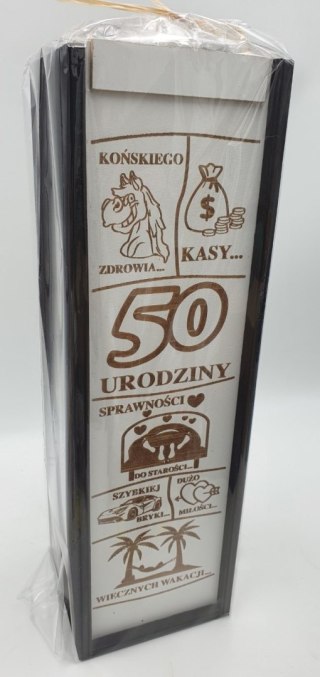 KOŃSKIEGO
ZDROWIA...
$
KASY...
50
URODZINY
SPRAWNOŚCI
DO STAROŚCI...
SZYBKIEJ
BRYKI...
DUŻO
MIŁOŚCI...
WIECZNYCH WAKACJI...